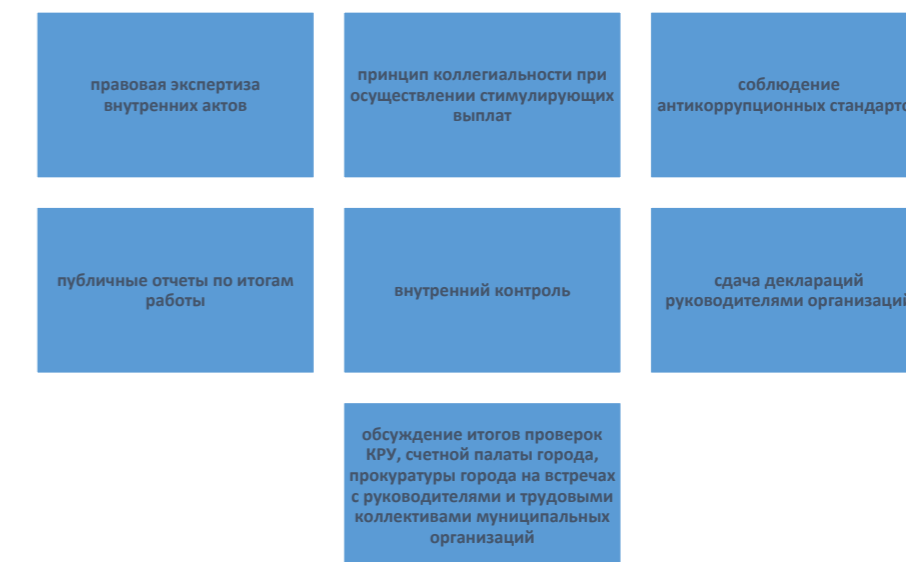 правовая экспертиза
внутренних актов
принцип коллегиальности при
осуществлении стимулирующих
выплат
соблюдение
антикоррупционных стандарто
публичные отчеты по итогам
работы
внутренний контроль
сдача деклараций
руководителями организаций
обсуждение итогов проверок
КРУ, счетной палаты города,
прокуратуры города на встречах
с руководителями и трудовыми
коллективами муниципальных
организаций